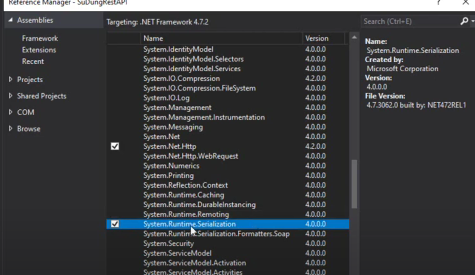 Reference Manager - SuDungRestAPI
Assemblies
Framework
Extensions
Recent
Projects
Shared Projects
COM
Browse
Targeting: .NET Framework 4.7.2
Search (Ctrl+E)
Name Version
System.IdentityModel 4.0.0.0
System.IdentityModel.Selectors 4.0.0.0
System.IdentityModel.Services 4.0.0.0
System.IO.Compression 4.2.0.0
System.IO.Compression.FileSystem 4.0.0.0
System.IO.Log 4.0.0.0
System.Management 4.0.0.0
System.Management.Instrumentation 4.0.0.0
System.Messaging 4.0.0.0
System.Net 4.0.0.0
System.Net.Http 4.2.0.0
System.Net.Http.WebRequest 4.0.0.0
System.Numerics 4.0.0.0
System.Printing 4.0.0.0
System.Reflection.Context 4.0.0.0
System.Runtime.Caching 4.0.0.0
System.Runtime.DurableInstancing 4.0.0.0
System.Runtime.Remoting 4.0.0.0
System.Runtime.Serialization 4.0.0.0
System.Runtime.Serialization.Formatters.Soap 4.0.0.0
System.Security 4.0.0.0
System.ServiceModel 4.0.0.0
System.ServiceModel.Activation 4.0.0.0
System.ServiceModel.Activities 4.0.0.0
Name:
System.Runtime.Serialization
Created by:
Microsoft Corporation
Version:
4.0.0.0
File Version:
4.7.3062.0 built by: NET472REL1